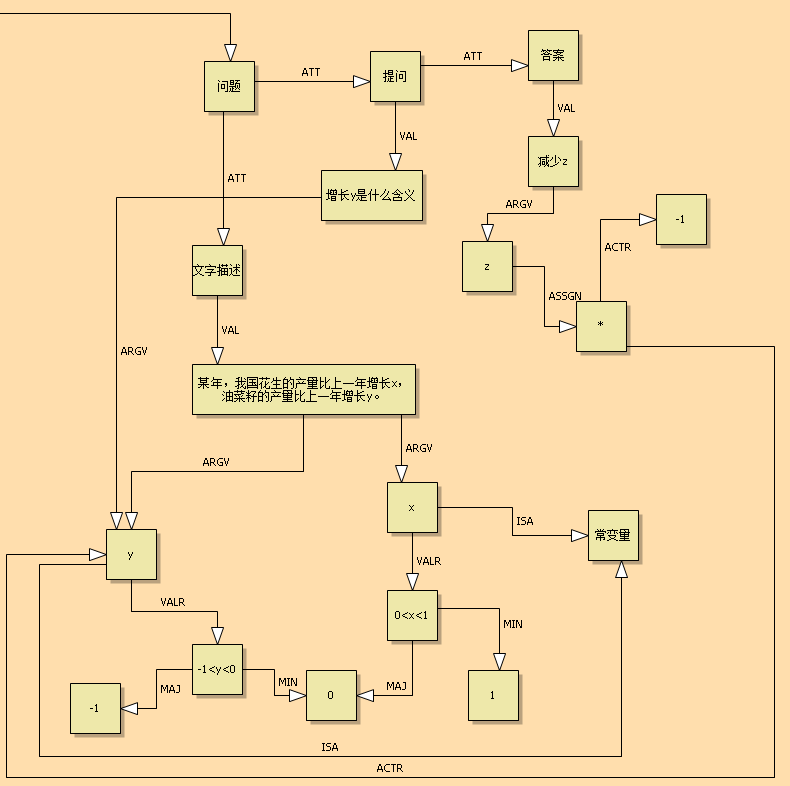 答案
ATT
提问
ATT
问题
VAL
VAL
减少z
ATT
增长y是什么含义
ARGV
-1
ACTR
z
文字描述
ASSGN
*
VAL
ARGV
某年，我国花生的产量比上一年增长x，
油菜籽的产量比上一年增长y。
ARGV
ARGV
x
ISA
常变量
y
VALR
VALR
0<x<1
MIN
-1<y<0
MIN
MAJ
MAJ
-1
0
1
ISA
ACTR